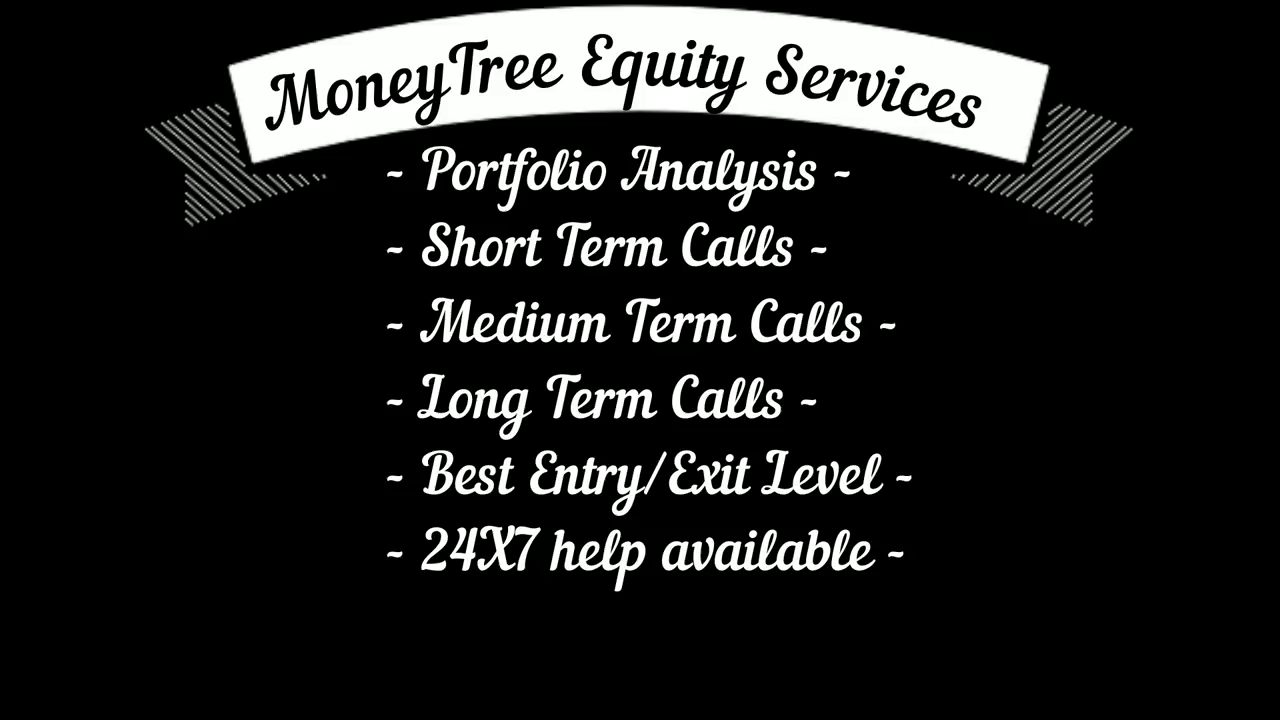 MoneyTree Equity Services
- Portfolio Analysis -
- Short Term Calls -
- Medium Term Calls -
- Long Term Calls -
- Best Entry/Exit Level -
- 24X7 help available -